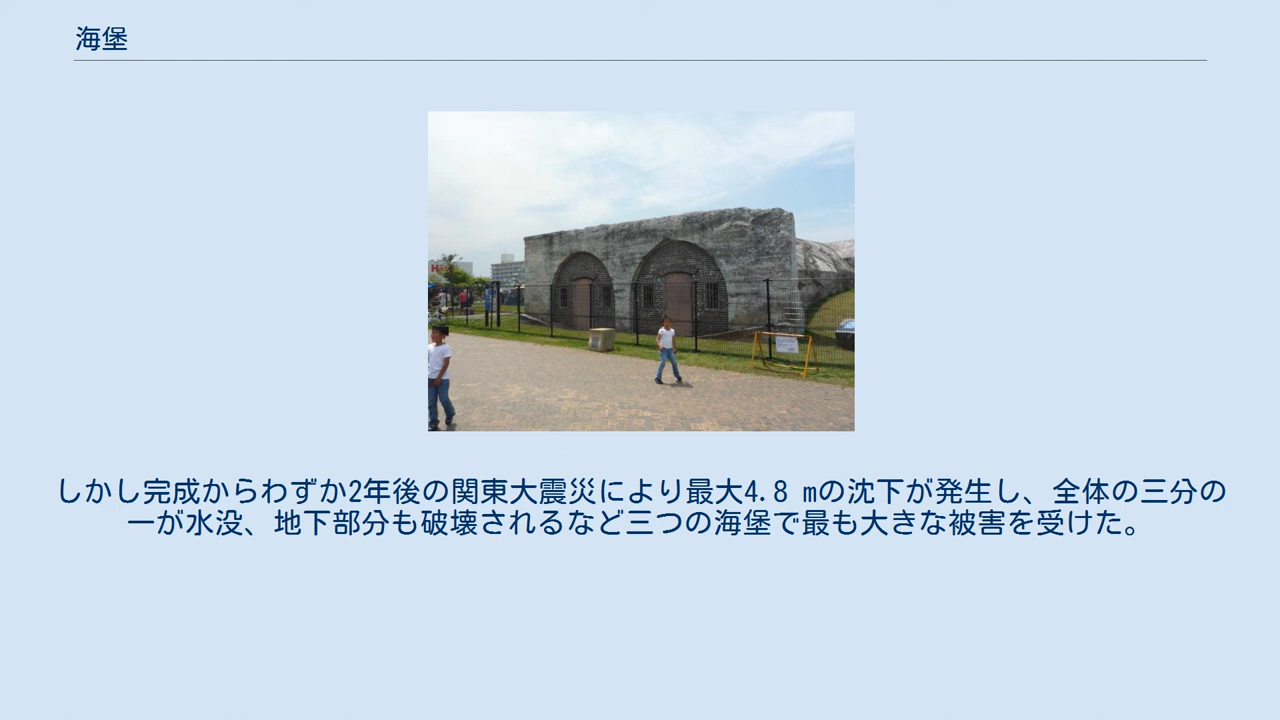 海堡
しかし完成からわずか2年後の関東大震災により最大4.8 mの沈下が発生し、全体の三分の
一が水没、地下部分も破壊されるなど三つの海堡で最も大きな被害を受けた。